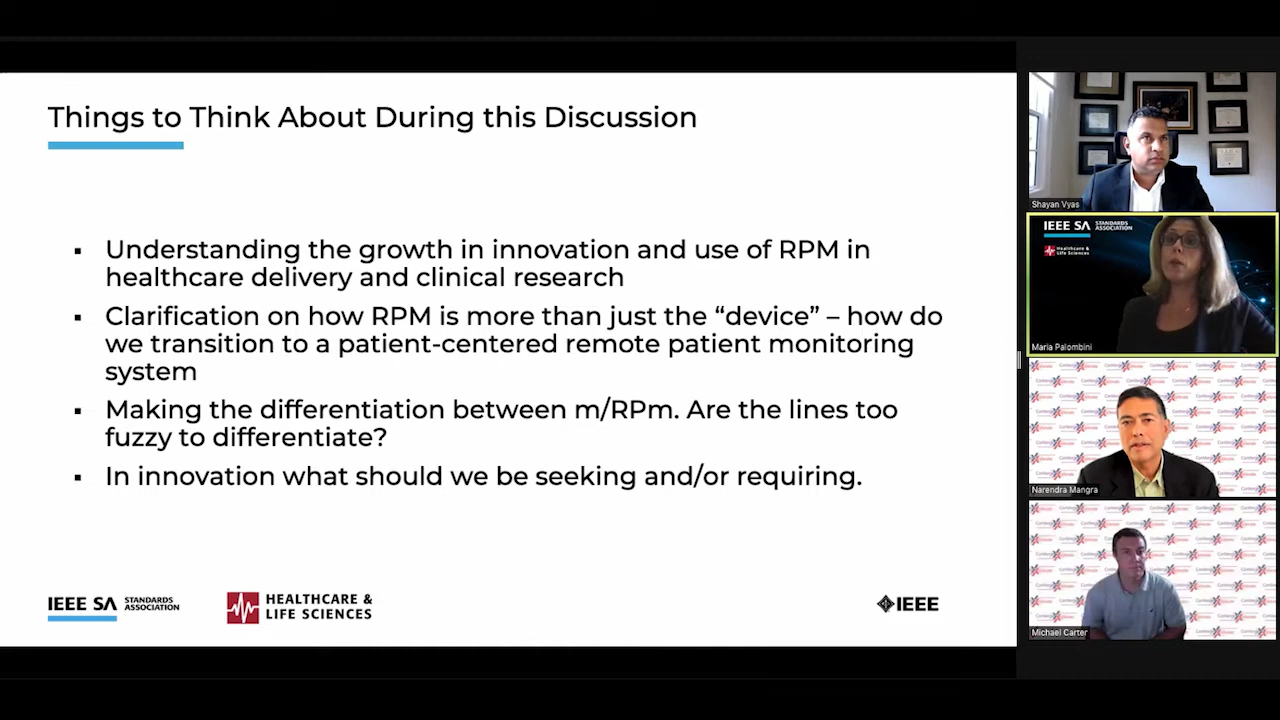 Things to Think About During this Discussion
▪ Understanding the growth in innovation and use of RPM in
healthcare delivery and clinical research
▪ Clarification on how RPM is more than just the “device” – how do
we transition to a patient-centered remote patient monitoring
system
▪ Making the differentiation between m/RPm. Are the lines too
fuzzy to differentiate?
▪ In innovation what should we be seeking and/or requiring.
IEEE SA STANDARDS
ASSOCIATION
HEALTHCARE &
LIFE SCIENCES
IEEE
Shayan Vyas
IEEE SA STANDARDS
ASSOCIATION
Healthcare &
Life Sciences
Maria Palombini
Narendra Mangra
Michael Carter